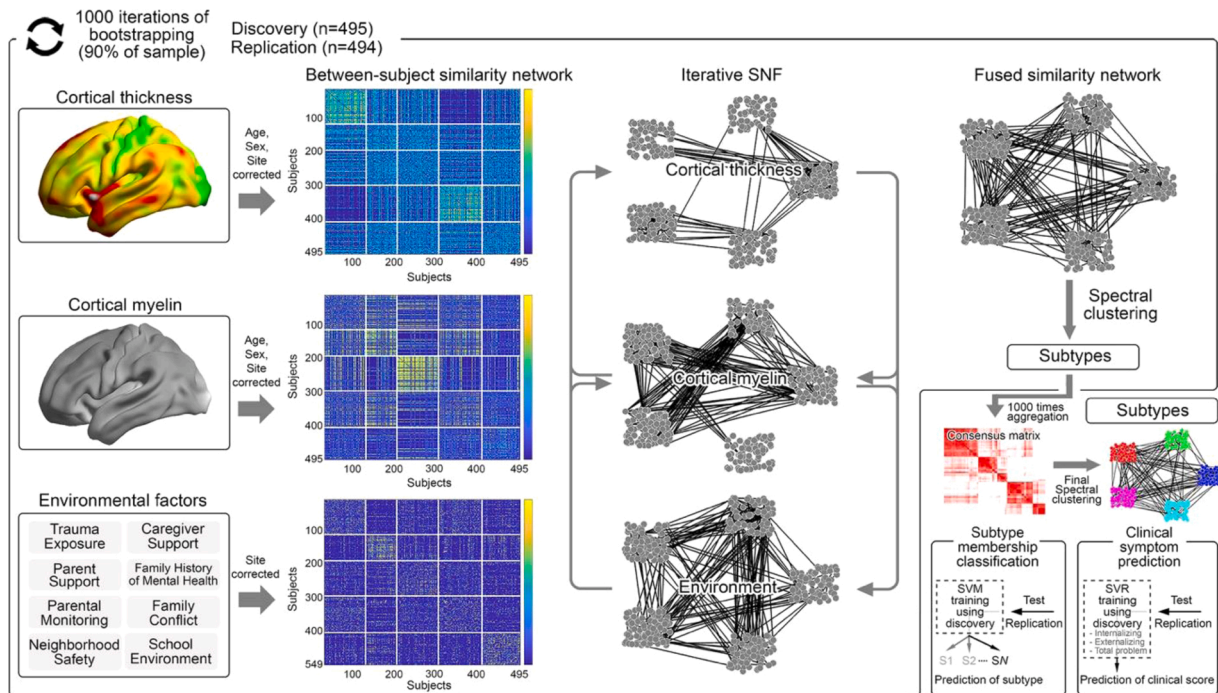 1000 iterations of
bootstrapping
(90% of sample)
Discovery (n=495)
Replication (n=494)
Between-subject similarity network
Iterative SNF
Fused similarity network
Cortical thickness
Age,
Sex,
Site
corrected
Subjects
100
200
300
400
495
100
200
300
400
495
Subjects
Cortical thickness
Spectral
clustering
Cortical myelin
Age,
Sex,
Site
corrected
Subjects
100
200
300
400
495
100
200
300
400
495
Subjects
Cortical myelin
Subtypes
1000 times
aggregation
Subtypes
Consensus matrix
Final
Spectral
clustering
Environmental factors
Trauma
Exposure
Caregiver
Support
Parent
Support
Family History
of Mental Health
Parental
Monitoring
Family
Conflict
Neighborhood
Safety
School
Environment
Site
corrected
Subjects
100
200
300
400
549
100
200
300
400
495
Subjects
Environment
Subtype
membership
classification
SVM
training
using
discovery
Test
Replication
S1
S2
····
SN
Prediction of subtype
Clinical
symptom
prediction
SVR
training
using
discovery
- Internalizing
- Externalizing
- Total problem
Test
Replication
Prediction of clinical score